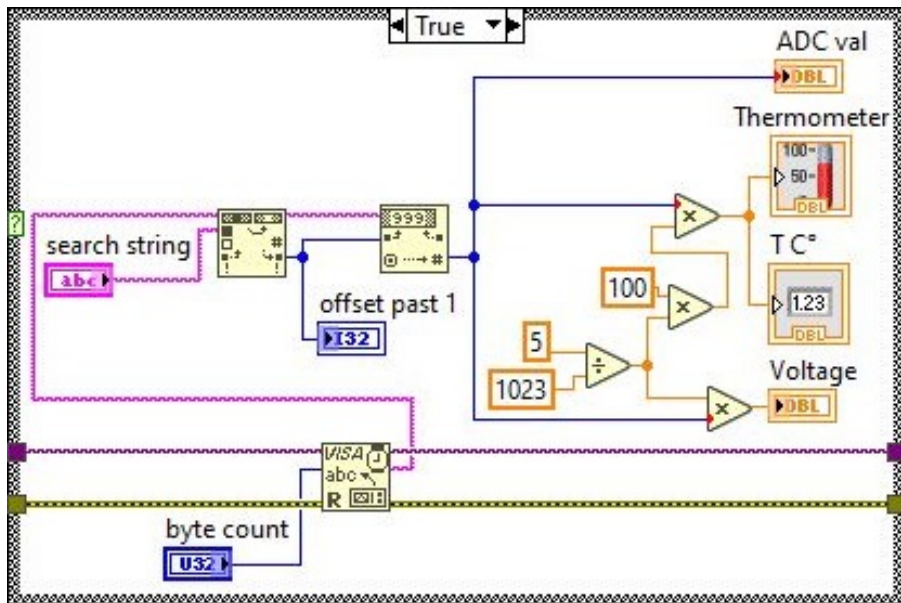 True
ADC val
DBL
Thermometer
100-
50-
DBL
999
search string
abc
offset past 1
I32
T C°
1.23
DBL
100
5
1023
Voltage
DBL
VISA
abc
R
byte count
U32
?